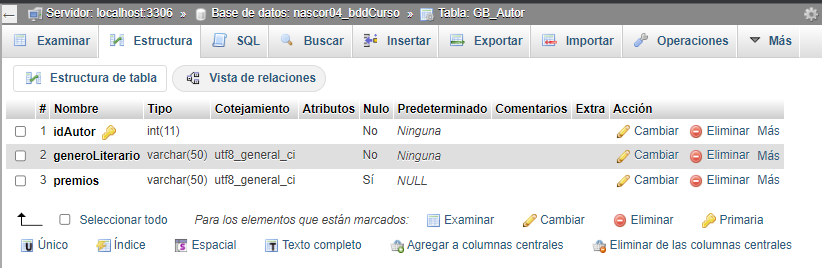 Servidor: localhost:3306 » Base de datos: nascor04_bddCurso » Tabla: GB_Autor
Examinar Estructura SQL Buscar Insertar Exportar Importar Operaciones Más
Estructura de tabla Vista de relaciones
# Nombre Tipo Cotejamiento Atributos Nulo Predeterminado Comentarios Extra Acción
1 idAutor int(11) No Ninguna Cambiar Eliminar Más
2 generoLiterario varchar(50) utf8_general_ci No Ninguna Cambiar Eliminar Más
3 premios varchar(50) utf8_general_ci Sí NULL Cambiar Eliminar Más
Seleccionar todo Para los elementos que están marcados: Examinar Cambiar Eliminar Primaria
U Único Índice S Espacial T Texto completo Agregar a columnas centrales Eliminar de las columnas centrales